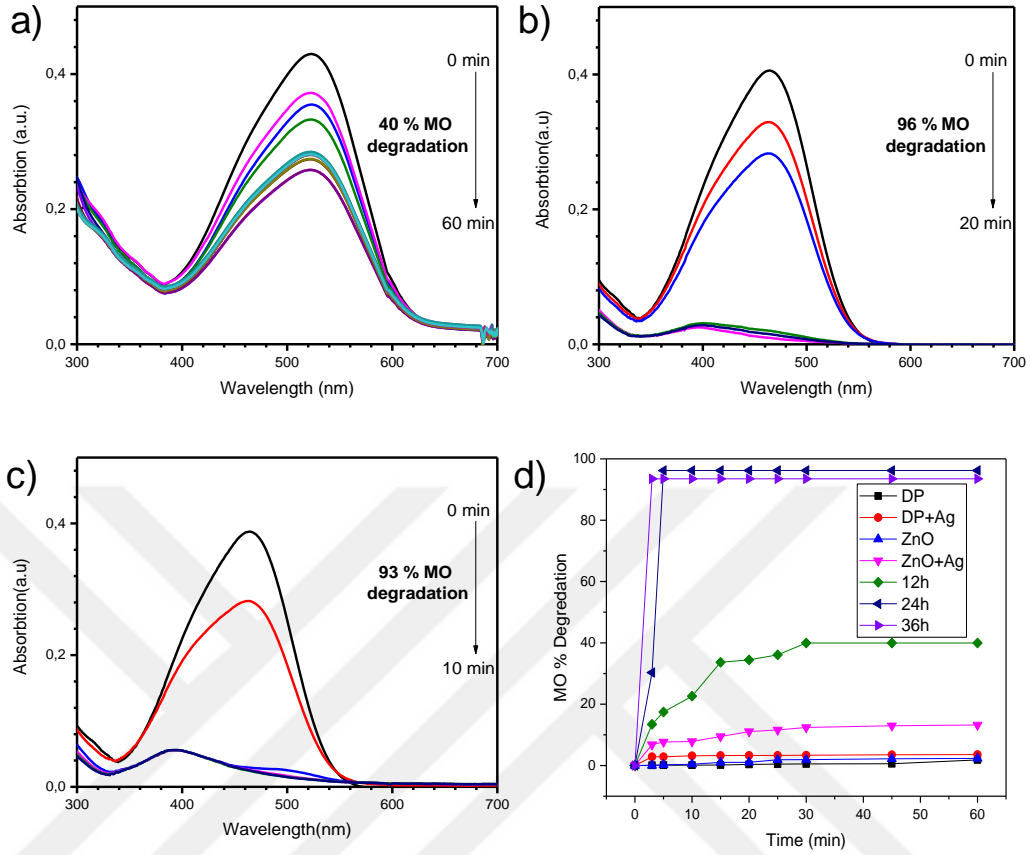 a)
Absorbtion (a.u.)
0,4
0,2
0,0
300 400 500 600 700
Wavelength (nm)
0 min
40 % MO
degradation
60 min
b)
Absorbtion(a.u)
0,4
0,2
0,0
300 400 500 600 700
Wavelength (nm)
0 min
96 % MO
degradation
20 min
c)
Absorbtion(a.u)
0,4
0,2
0,0
300 400 500 600 700
Wavelength(nm)
0 min
93 % MO
degradation
10 min
d)
MO % Degredation
100
80
60
40
20
0
0 10 20 30 40 50 60
Time (min)
DP
DP+Ag
ZnO
ZnO+Ag
12h
24h
36h